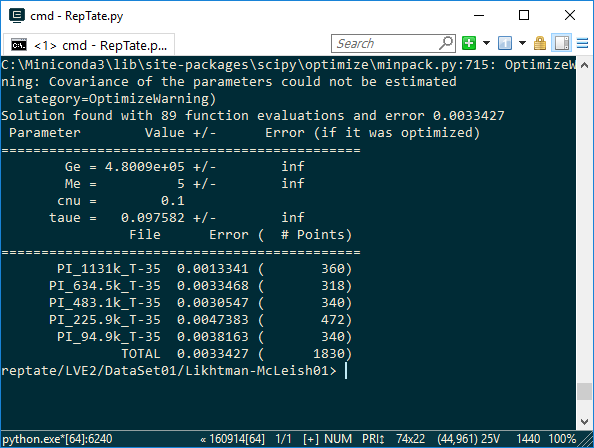 cmd - RepTate.py
<1> cmd - RepTate.p...
Search
C:\Miniconda3\lib\site-packages\scipy\optimize\minpack.py:715: OptimizeWa
rning: Covariance of the parameters could not be estimated
category=OptimizeWarning)
Solution found with 89 function evaluations and error 0.0033427
Parameter Value +/- Error (if it was optimized)
===========================================
Ge = 4.8009e+05 +/- inf
Me = 5 +/- inf
cnu = 0.1
taue = 0.097582 +/- inf
File Error ( # Points)
===========================================
PI_1131k_T-35 0.0013341 ( 360)
PI_634.5k_T-35 0.0033468 ( 318)
PI_483.1k_T-35 0.0030547 ( 340)
PI_225.9k_T-35 0.0047383 ( 472)
PI_94.9k_T-35 0.0038163 ( 340)
TOTAL 0.0033427 ( 1830)
reptate/LVE2/DataSet01/Likhtman-McLeish01>
python.exe*[64]:6240 « 160914[64] 1/1 [+] NUM PRI↕ 74x22 (44,961) 25V 1440 100%